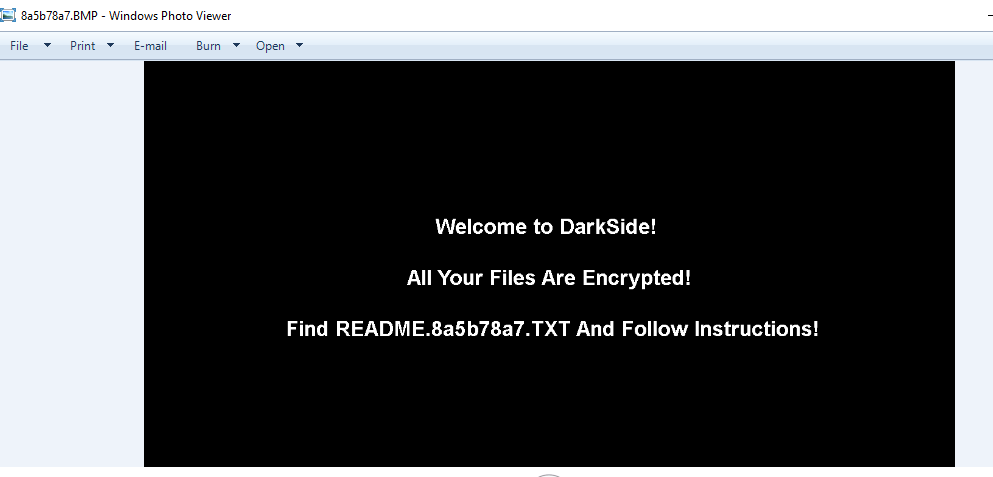 8a5b78a7.BMP - Windows Photo Viewer
File Print E-mail Burn Open
Welcome to DarkSide!
All Your Files Are Encrypted!
Find README.8a5b78a7.TXT And Follow Instructions!